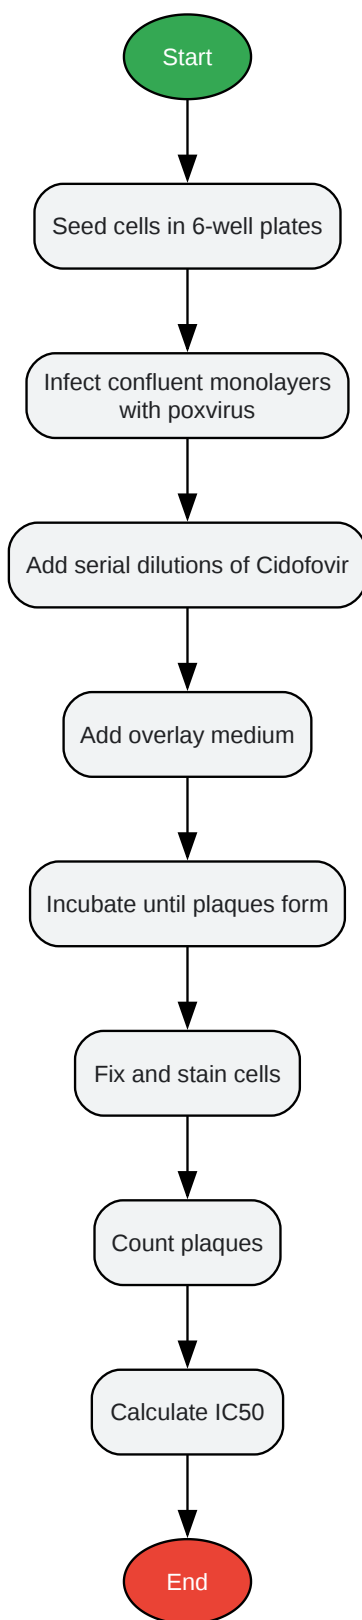 Start
Seed cells in 6-well plates
Infect confluent monolayers
with poxvirus
Add serial dilutions of Cidofovir
Add overlay medium
Incubate until plaques form
Fix and stain cells
Count plaques
Calculate IC50
End